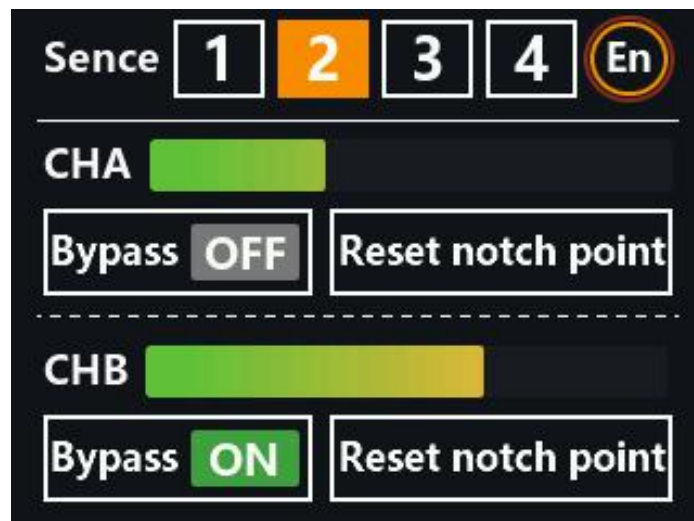 Sence 1 2 3 4 En
CHA
Bypass OFF Reset notch point
CHB
Bypass ON Reset notch point